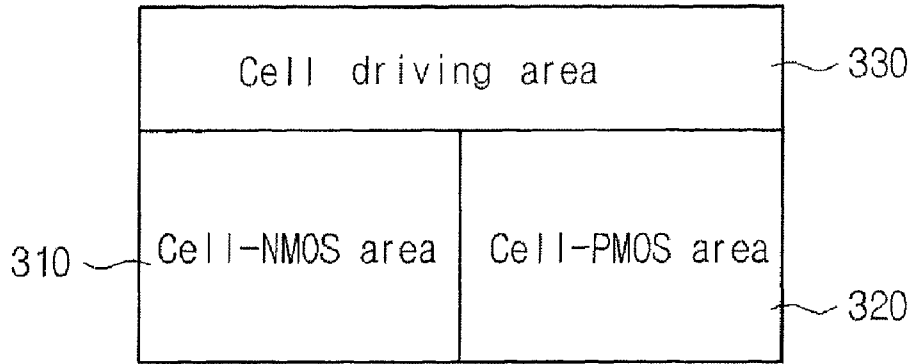 Cell driving area
330
Cell-NMOS area
Cell-PMOS area
310
320